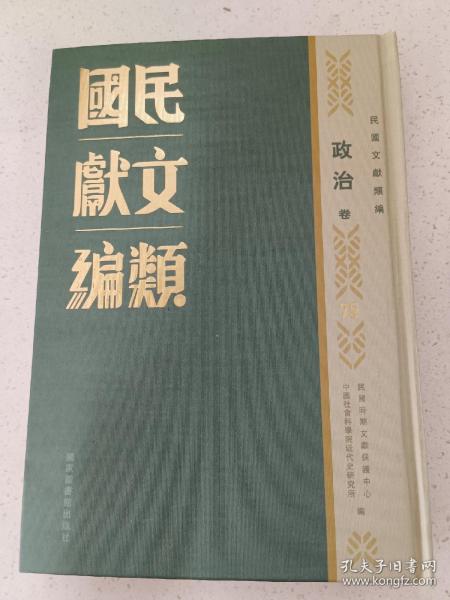 民國
文獻
類編
民國文獻類編
政治卷
75
民國時期文獻保護中心
中國社會科學院近代史研究所
編
國家圖書館出版社
孔夫子旧书网
www.kongfz.com